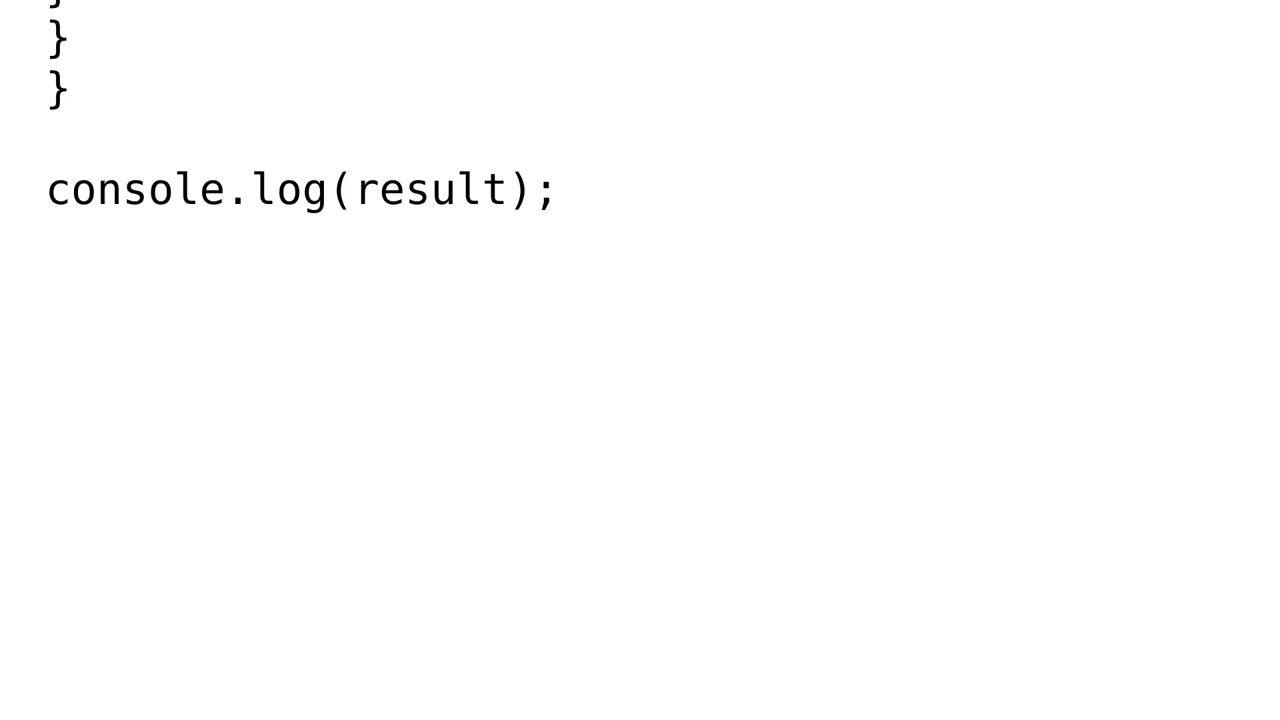 }
}
}

console.log(result);